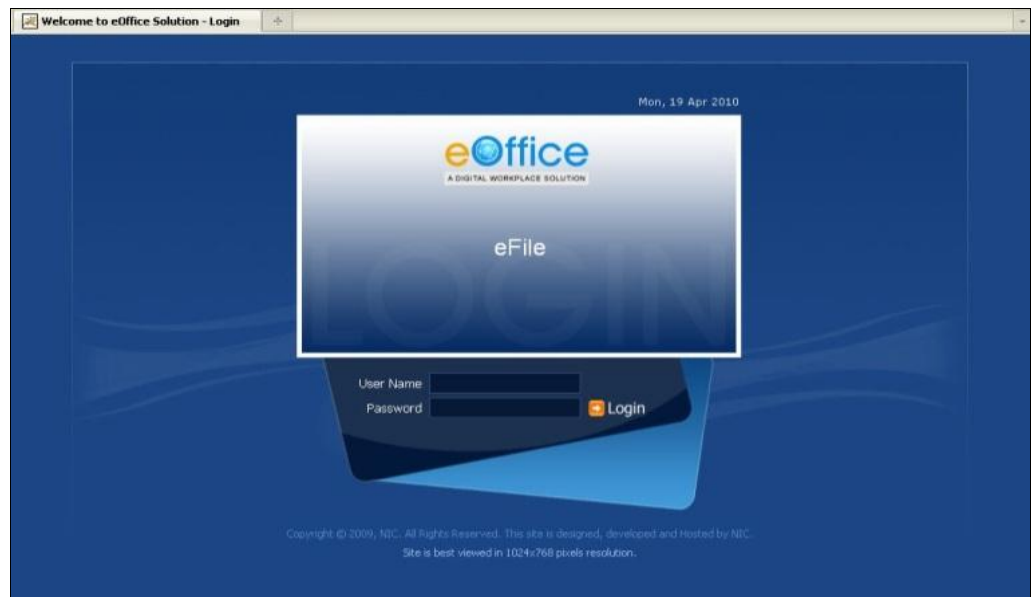 Welcome to eOffice Solution - Login
Mon, 19 Apr 2010
eOffice
A DIGITAL WORKPLACE SOLUTION
eFile
LOGIN
User Name
Password
Login
Copyright © 2009, NIC. All Rights Reserved. This site is designed, developed and Hosted by NIC.
Site is best viewed in 1024x768 pixels resolution.